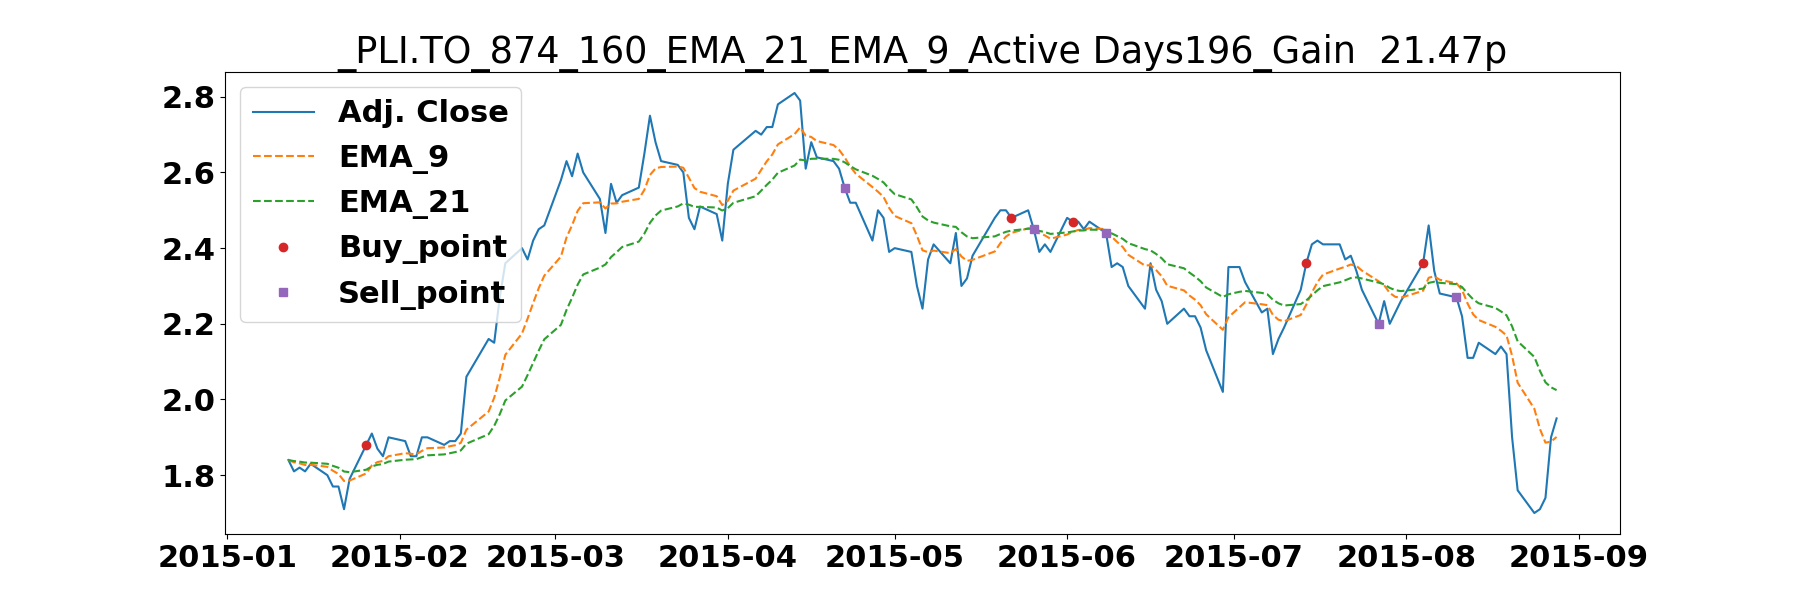 _PLI.TO_874_160_EMA_21_EMA_9_Active Days196_Gain  21.47p
2.8
2.6
2.4
2.2
2.0
1.8
Adj. Close
EMA_9
EMA_21
Buy_point
Sell_point
2015-01 2015-02 2015-03 2015-04 2015-05 2015-06 2015-07 2015-08 2015-09